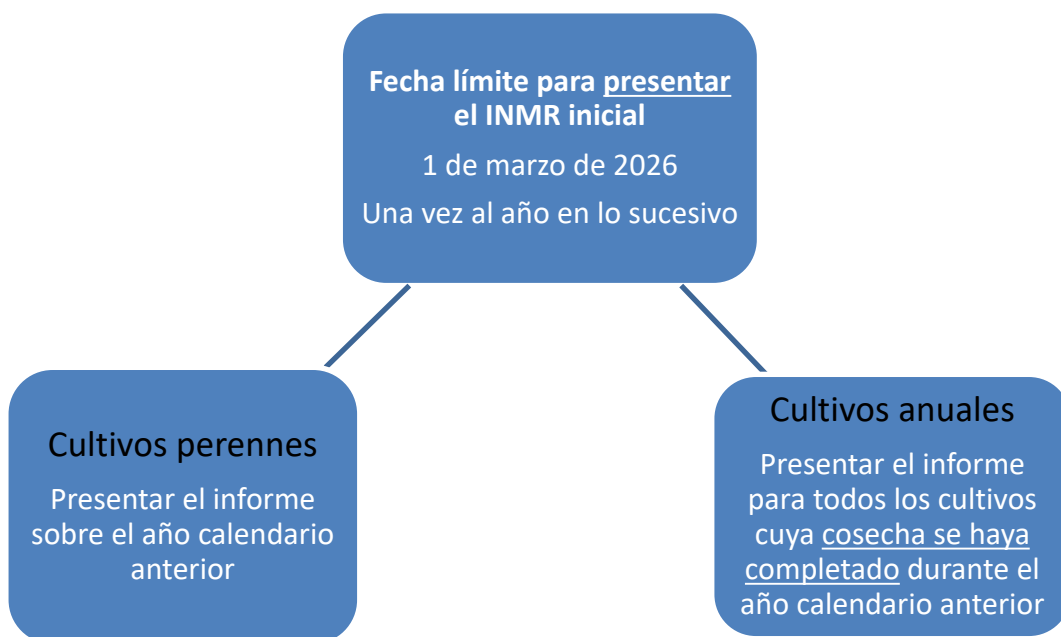 Fecha límite para presentar
el INMR inicial
1 de marzo de 2026
Una vez al año en lo sucesivo
Cultivos perennes
Presentar el informe
sobre el año calendario
anterior
Cultivos anuales
Presentar el informe
para todos los cultivos
cuya cosecha se haya
completado durante el
año calendario anterior